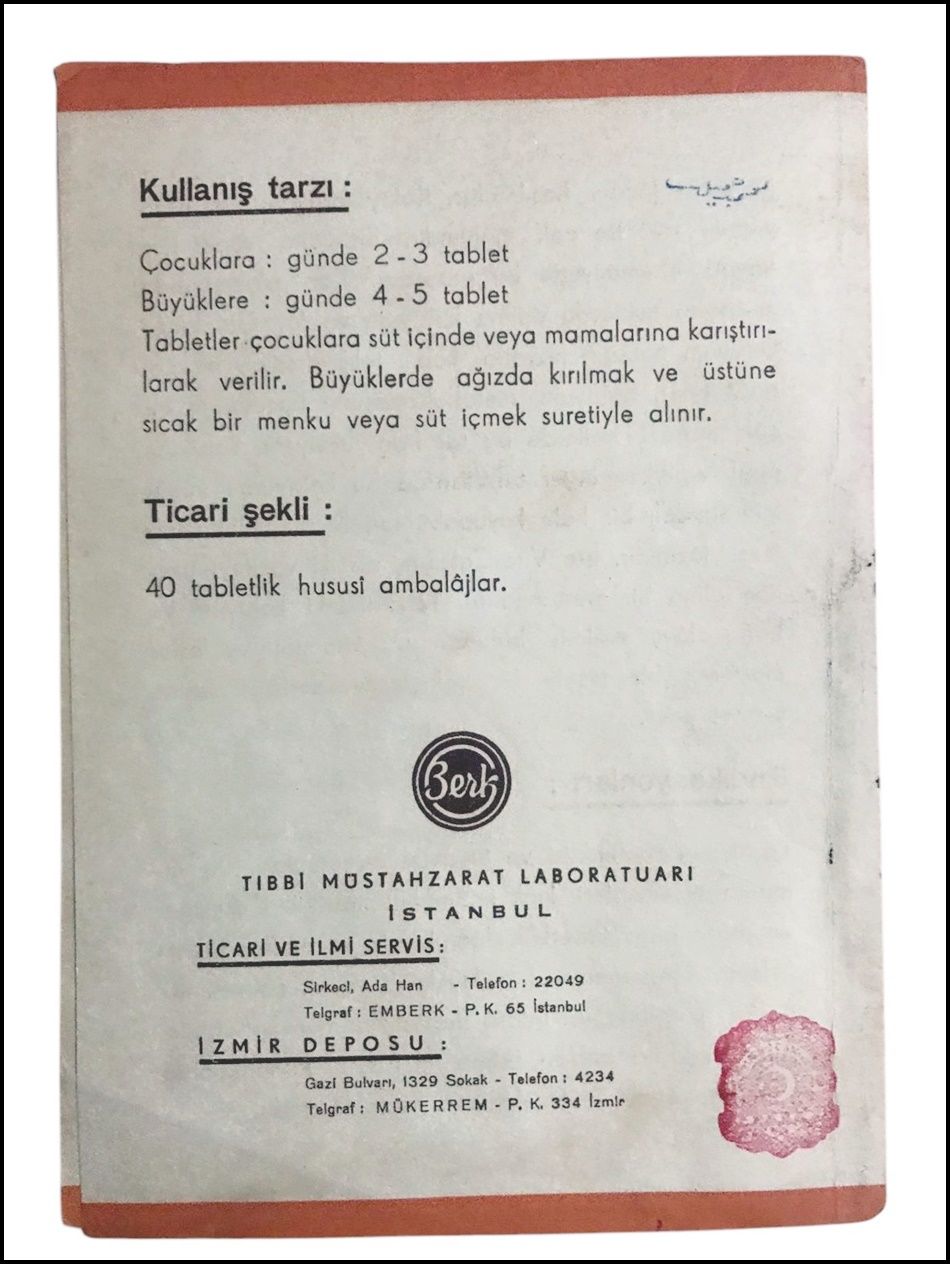 Kullanış tarzı :
Çocuklara : günde 2 - 3 tablet
Büyüklere : günde 4 - 5 tablet
Tabletler çocuklara süt içinde veya mamalarına karıştırı-
larak verilir. Büyüklerde ağızda kırılmak ve üstüne
sıcak bir menku veya süt içmek suretiyle alınır.
Ticari şekli :
40 tabletlik hususî ambalâjlar.
Berk
TIBBİ MÜSTAHZARAT LABORATUARI
İSTANBUL
TİCARİ VE İLMİ SERVİS:
Sirkeci, Ada Han - Telefon : 22049
Telgraf : EMBERK - P. K. 65 İstanbul
İZMİR DEPOSU :
Gazi Bulvarı, 1329 Sokak - Telefon : 4234
Telgraf : MÜKERREM - P. K. 334 İzmir